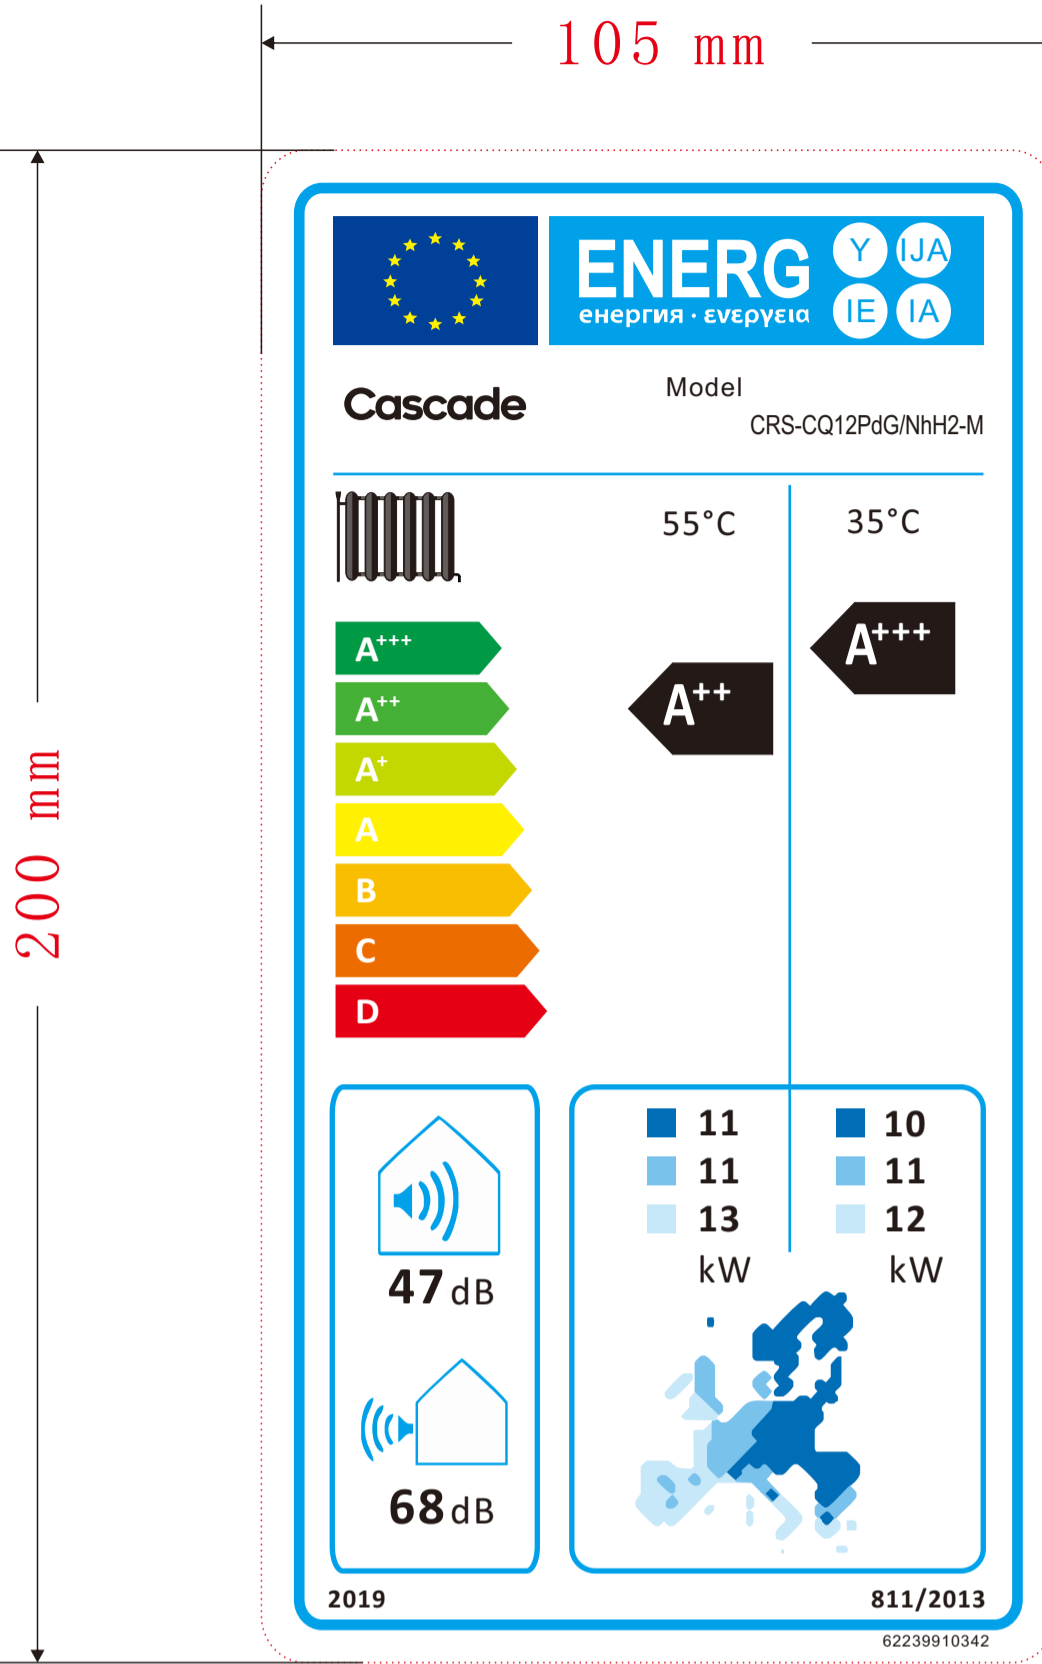 105 mm
200 mm
ENERG
енергия · ενεργεια
Y IJA
IE IA
Cascade
Model
CRS-CQ12PdG/NhH2-M
55°C 35°C
A+++
A++
A+
A
B
C
D
A++
A+++
47 dB
68 dB
11 10
11 11
13 12
kW kW
2019 811/2013
62239910342